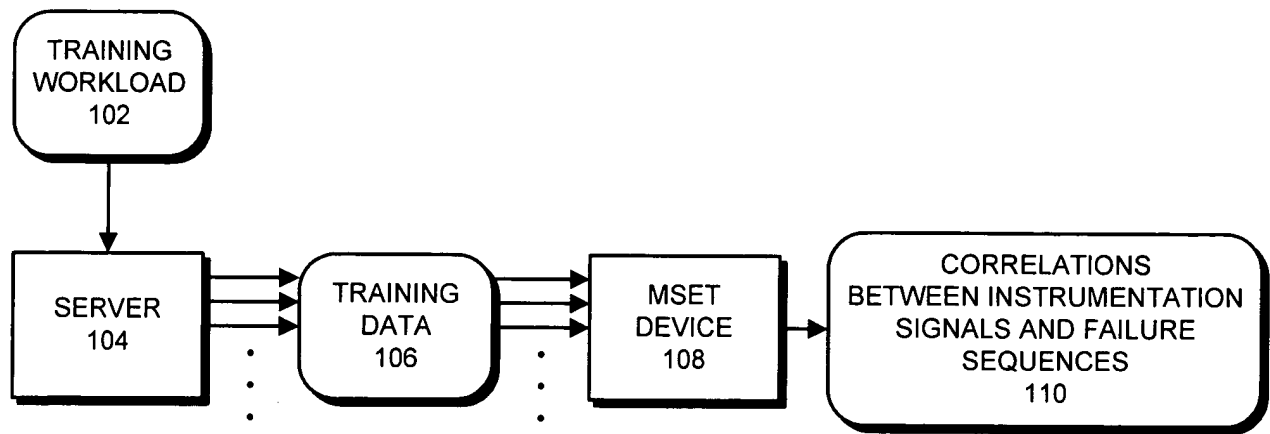 TRAINING
WORKLOAD
102
SERVER
104
TRAINING
DATA
106
MSET
DEVICE
108
CORRELATIONS
BETWEEN INSTRUMENTATION
SIGNALS AND FAILURE
SEQUENCES
110